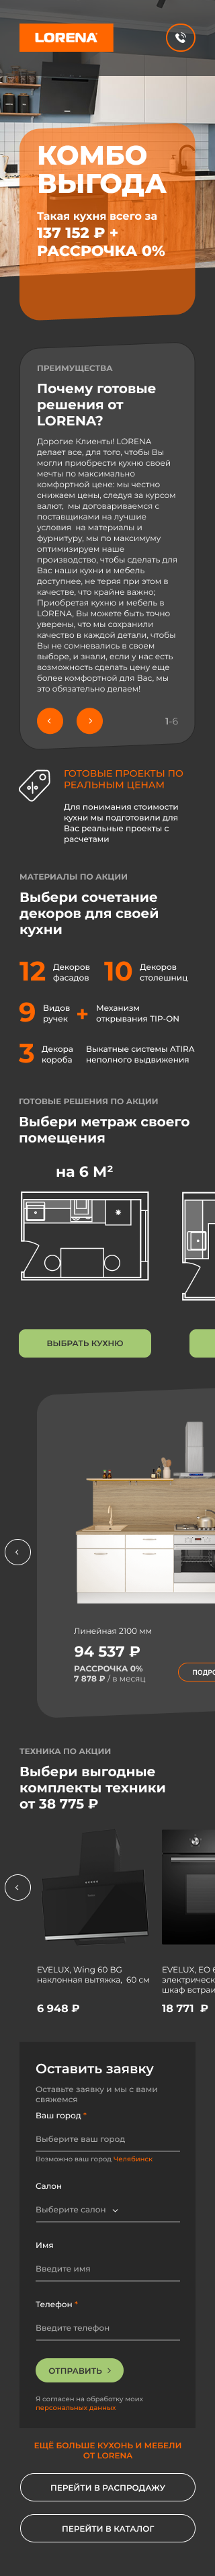 LORENA
КОМБО
ВЫГОДА
Такая кухня всего за
137 152 ₽ +
РАССРОЧКА 0%
ПРЕИМУЩЕСТВА
Почему готовые
решения от
LORENA?
Дорогие Клиенты! LORENA
делает все, для того, чтобы Вы
могли приобрести кухню своей
мечты по максимально
комфортной цене: мы честно
снижаем цены, следуя за курсом
валют, мы договариваемся с
поставщиками на лучшие
условия на материалы и
фурнитуру, мы по максимуму
оптимизируем наше
производство, чтобы сделать для
Вас наши кухни и мебель
доступнее, не теряя при этом в
качестве, что крайне важно;
Приобретая кухню и мебель в
LORENA, Вы можете быть точно
уверены, что мы сохранили
качество в каждой детали, чтобы
Вы не сомневались в своем
выборе, и знали, если у нас есть
возможность сделать цену еще
более комфортной для Вас, мы
это обязательно делаем!
1-6
ГОТОВЫЕ ПРОЕКТЫ ПО
РЕАЛЬНЫМ ЦЕНАМ
Для понимания стоимости
кухни мы подготовили для
Вас реальные проекты с
расчетами
МАТЕРИАЛЫ ПО АКЦИИ
Выбери сочетание
декоров для своей
кухни
12 Декоров фасадов 10 Декоров столешниц
9 Видов ручек + Механизм открывания TIP-ON
3 Декора короба Выкатные системы ATIRA неполного выдвижения
ГОТОВЫЕ РЕШЕНИЯ ПО АКЦИИ
Выбери метраж своего
помещения
на 6 М²
ВЫБРАТЬ КУХНЮ
Линейная 2100 мм
94 537 ₽
РАССРОЧКА 0%
7 878 ₽ / в месяц
ПОДРО
ТЕХНИКА ПО АКЦИИ
Выбери выгодные
комплекты техники
от 38 775 ₽
EVELUX, Wing 60 BG
наклонная вытяжка, 60 см
6 948 ₽
EVELUX, EO 6
электрическ
шкаф встраи
18 771 ₽
Оставить заявку
Оставьте заявку и мы с вами
свяжемся
Ваш город *
Выберите ваш город
Возможно ваш город Челябинск
Салон
Выберите салон
Имя
Введите имя
Телефон *
Введите телефон
ОТПРАВИТЬ
Я согласен на обработку моих
персональных данных
ЕЩЁ БОЛЬШЕ КУХОНЬ И МЕБЕЛИ
ОТ LORENA
ПЕРЕЙТИ В РАСПРОДАЖУ
ПЕРЕЙТИ В КАТАЛОГ